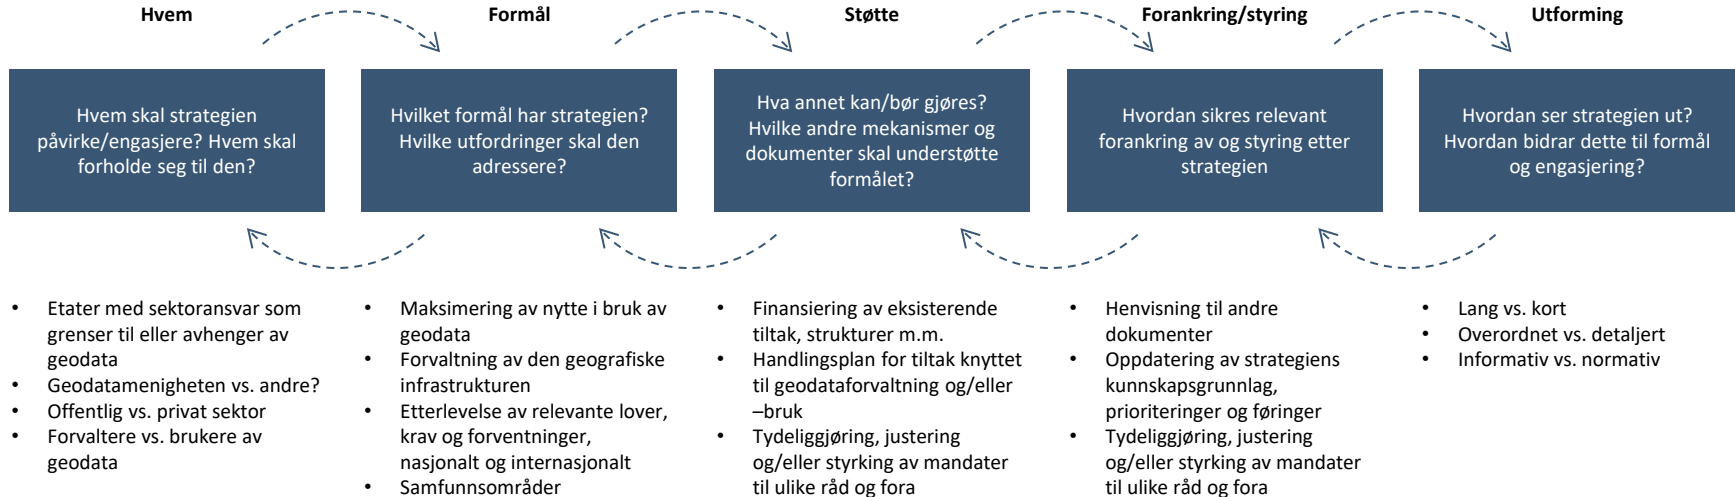 Hvem
Formål
Støtte
Forankring/styring
Utforming
Hvem skal strategien
påvirke/engasjere? Hvem skal
forholde seg til den?
Hvilket formål har strategien?
Hvilke utfordringer skal den
adressere?
Hva annet kan/bør gjøres?
Hvilke andre mekanismer og
dokumenter skal understøtte
formålet?
Hvordan sikres relevant
forankring av og styring etter
strategien
Hvordan ser strategien ut?
Hvordan bidrar dette til formål
og engasjering?
• Etater med sektoransvar som
grenser til eller avhenger av
geodata
• Geodatamenigheten vs. andre?
• Offentlig vs. privat sektor
• Forvaltere vs. brukere av
geodata
• Maksimering av nytte i bruk av
geodata
• Forvaltning av den geografiske
infrastrukturen
• Etterlevelse av relevante lover,
krav og forventninger,
nasjonalt og internasjonalt
• Samfunnsområder
• Finansiering av eksisterende
tiltak, strukturer m.m.
• Handlingsplan for tiltak knyttet
til geodataforvaltning og/eller
–bruk
• Tydeliggjøring, justering
og/eller styrking av mandater
til ulike råd og fora
• Henvisning til andre
dokumenter
• Oppdatering av strategiens
kunnskapsgrunnlag,
prioriteringer og føringer
• Tydeliggjøring, justering
og/eller styrking av mandater
til ulike råd og fora
• Lang vs. kort
• Overordnet vs. detaljert
• Informativ vs. normativ